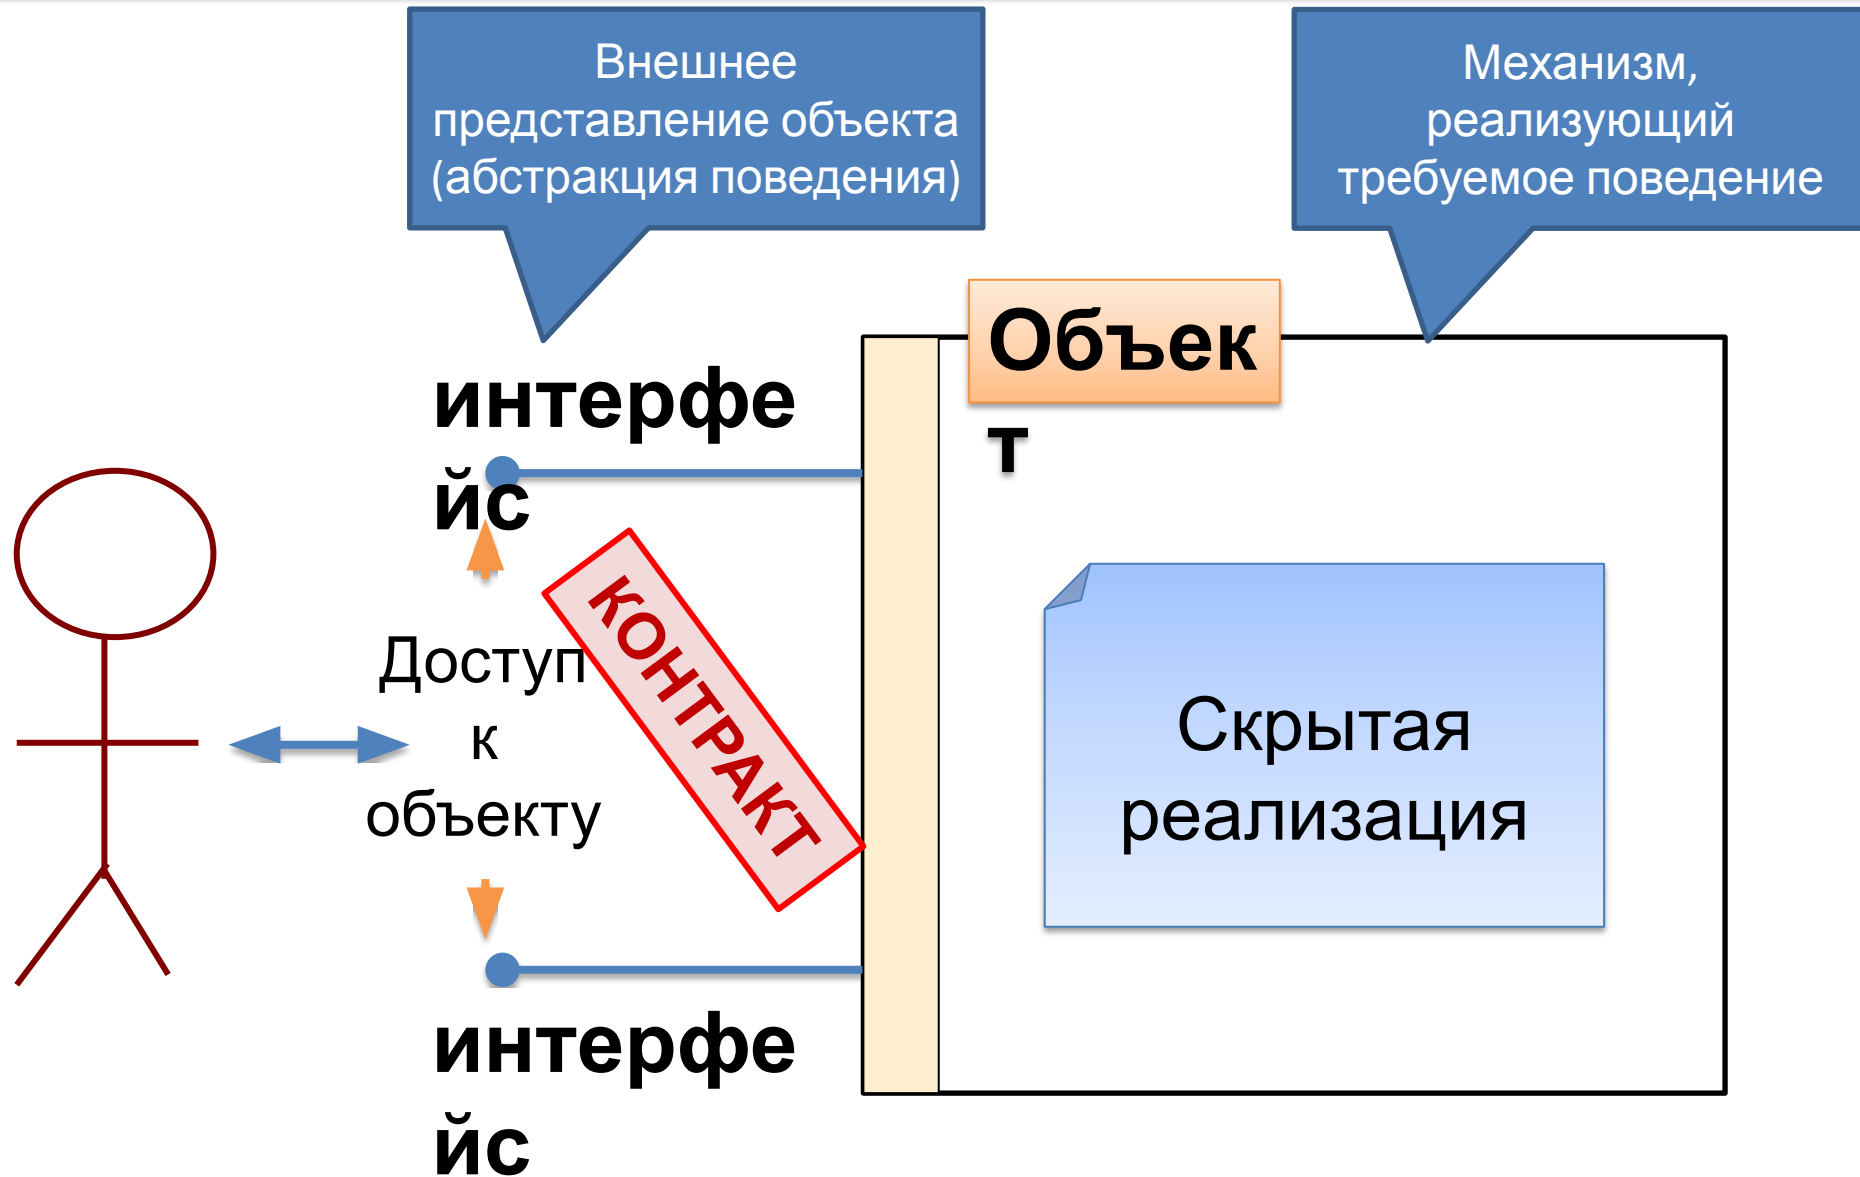 Внешнее
представление объекта
(абстракция поведения)
Механизм,
реализующий
требуемое поведение
Объек
т
интерфе
йс
КОНТРАКТ
Доступ
к
объекту
Скрытая
реализация
интерфе
йс